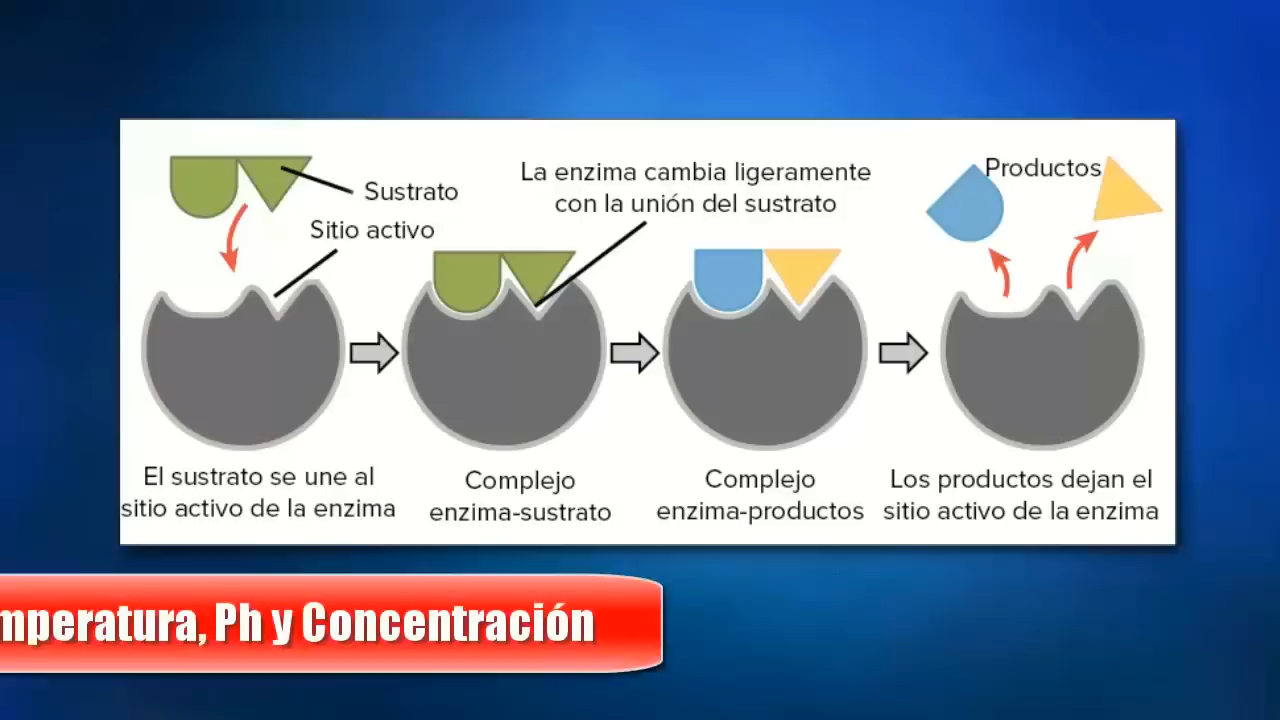 Sustrato
Sitio activo
La enzima cambia ligeramente
con la unión del sustrato
Productos
El sustrato se une al
sitio activo de la enzima
Complejo
enzima-sustrato
Complejo
enzima-productos
Los productos dejan el
sitio activo de la enzima
mperatura, Ph y Concentración